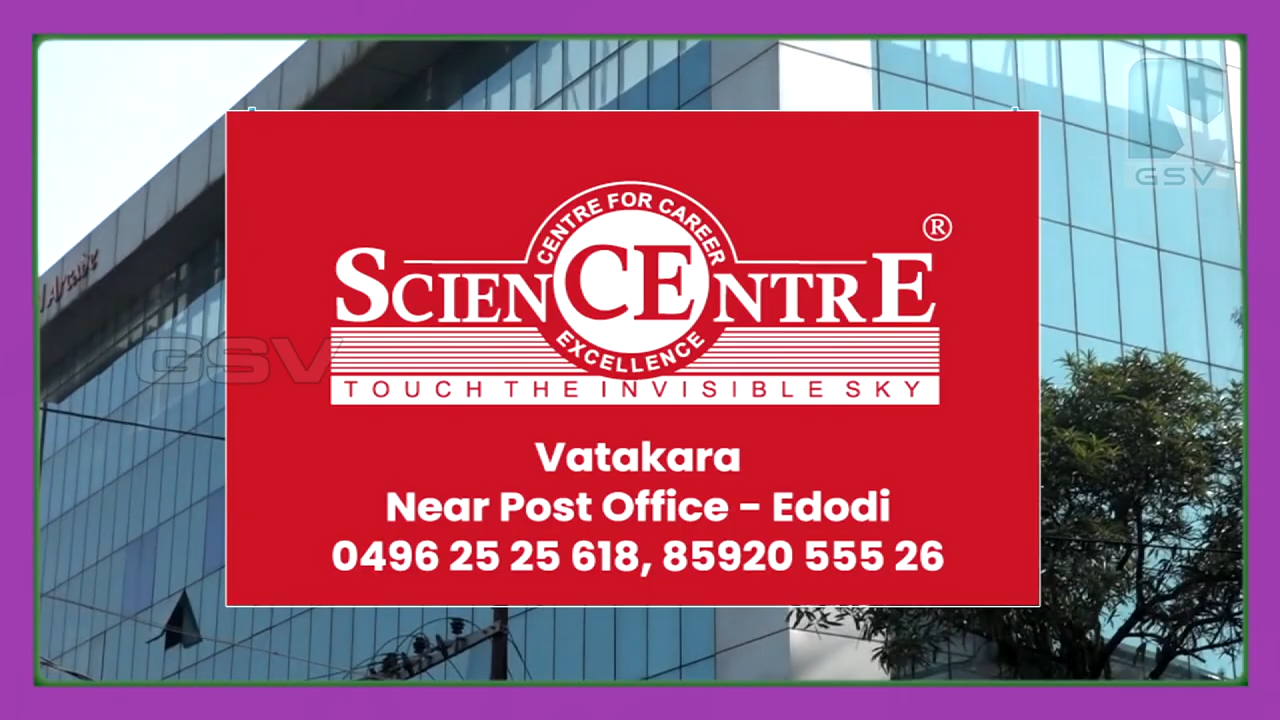 GSV
CENTRE FOR CAREER
®
SCIENCENTRE
EXCELLENCE
GSV
TOUCH THE INVISIBLE SKY
Vatakara
Near Post Office - Edodi
0496 25 25 618, 85920 555 26